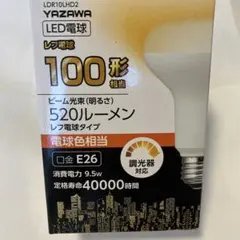 LDR10LHD2
YAZAWA
LED電球
レフ電球
100形
相当
ビーム光束(明るさ)
520ルーメン
レフ電球タイプ
電球色相当
口金 E26
調光器
対応
消費電力 9.5w
定格寿命 40000時間